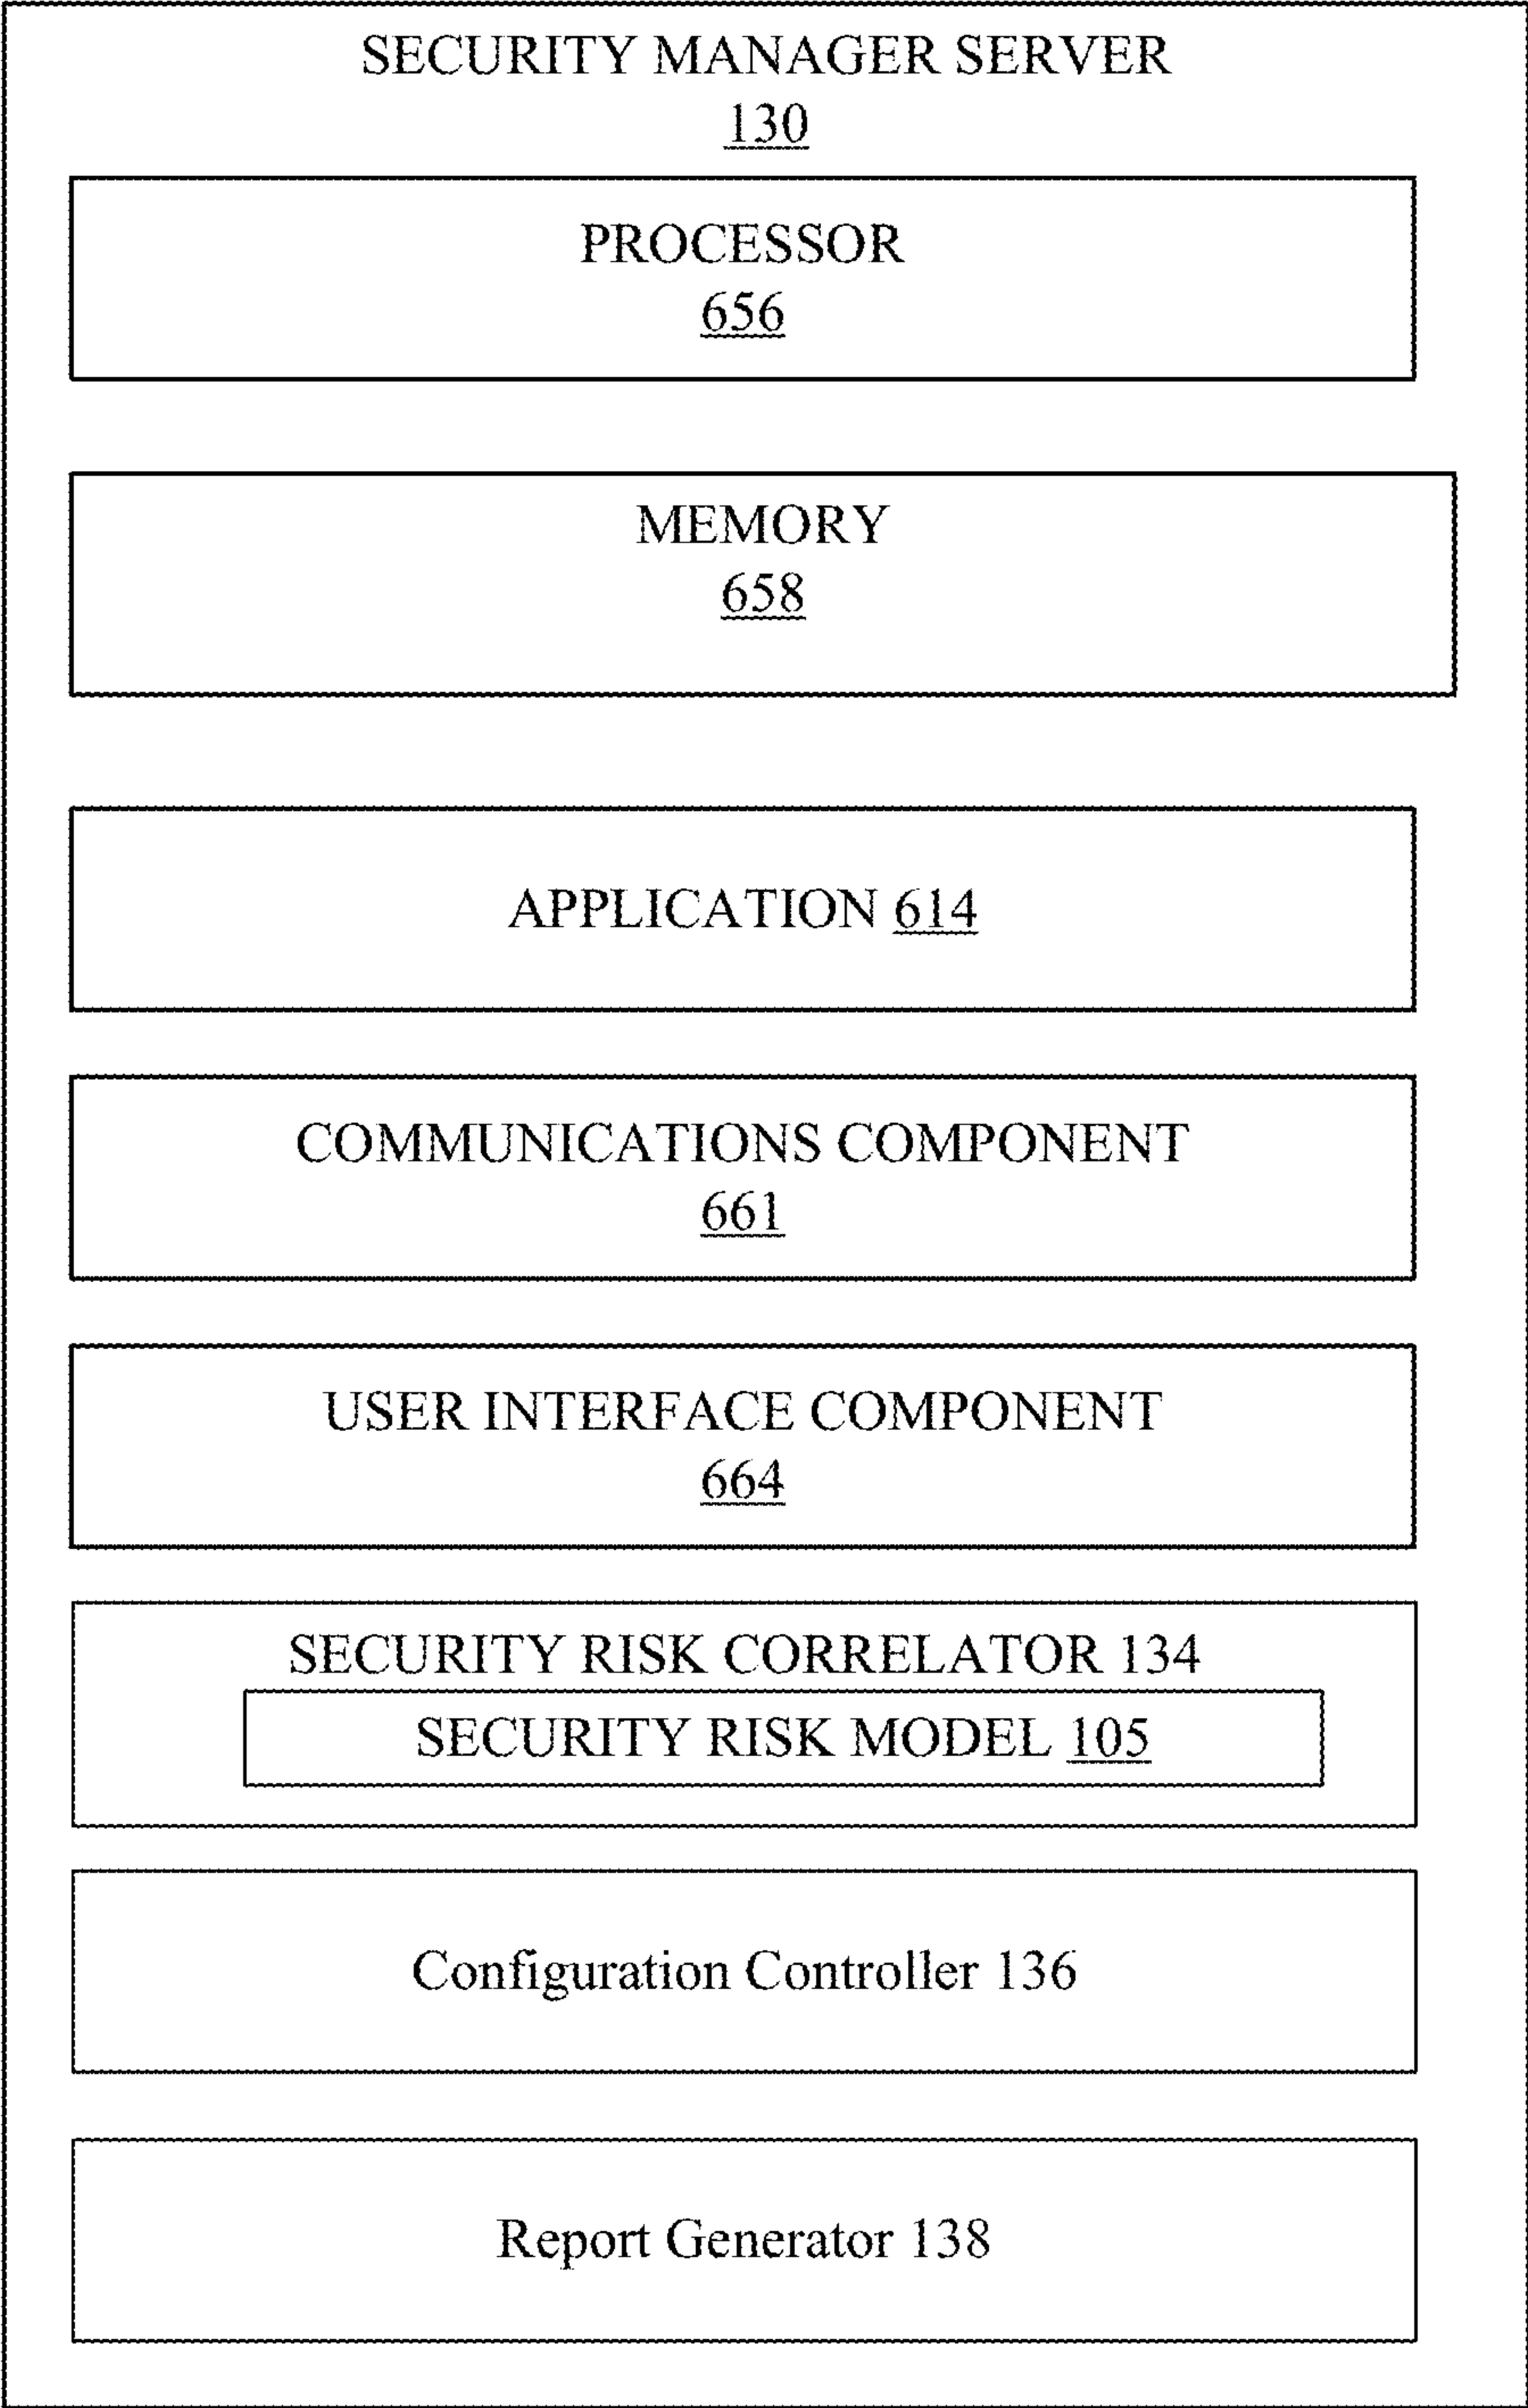 SECURITY MANAGER SERVER
130
PROCESSOR
656
MEMORY
658
APPLICATION 614
COMMUNICATIONS COMPONENT
661
USER INTERFACE COMPONENT
664
SECURITY RISK CORRELATOR 134
SECURITY RISK MODEL 105
Configuration Controller 136
Report Generator 138